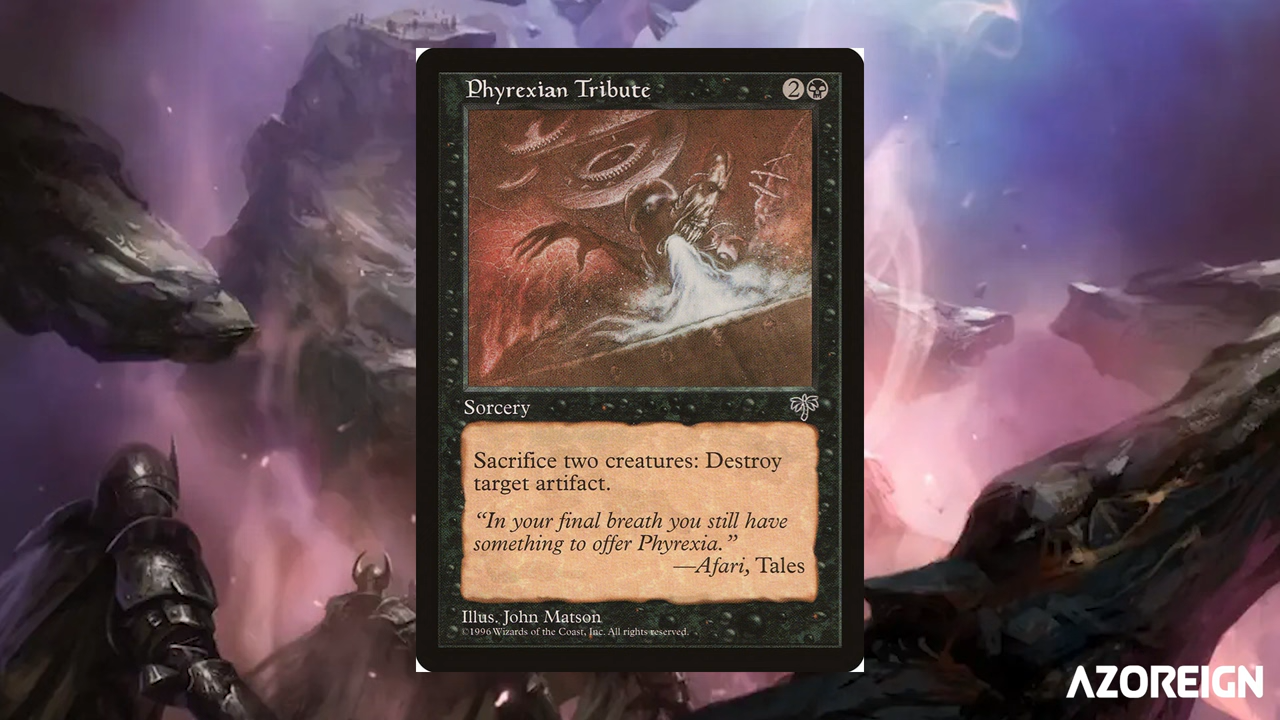 Phyrexian Tribute 2
Sorcery
Sacrifice two creatures: Destroy
target artifact.
“In your final breath you still have
something to offer Phyrexia.”
—Afari, Tales
Illus. John Matson
©1996 Wizards of the Coast, Inc. All rights reserved.
AZOREIGN